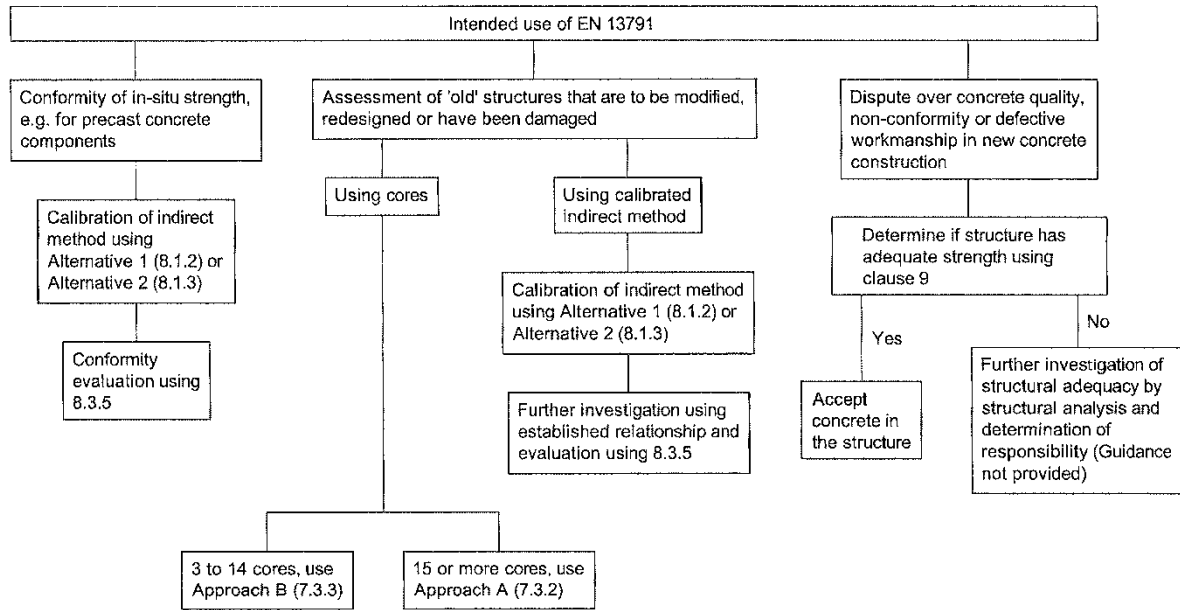 Intended use of EN 13791
Conformity of in-situ strength,
e.g. for precast concrete
components
Assessment of 'old' structures that are to be modified,
redesigned or have been damaged
Dispute over concrete quality,
non-conformity or defective
workmanship in new concrete
construction
Using cores
Using calibrated
indirect method
Calibration of indirect
method using
Alternative 1 (8.1.2) or
Alternative 2 (8.1.3)
Determine if structure has
adequate strength using
clause 9
Calibration of indirect method
using Alternative 1 (8.1.2) or
Alternative 2 (8.1.3)
Yes
No
Conformity
evaluation using
8.3.5
Further investigation using
established relationship and
evaluation using 8.3.5
Accept
concrete in
the structure
Further investigation of
structural adequacy by
structural analysis and
determination of
responsibility (Guidance
not provided)
3 to 14 cores, use
Approach B (7.3.3)
15 or more cores, use
Approach A (7.3.2)